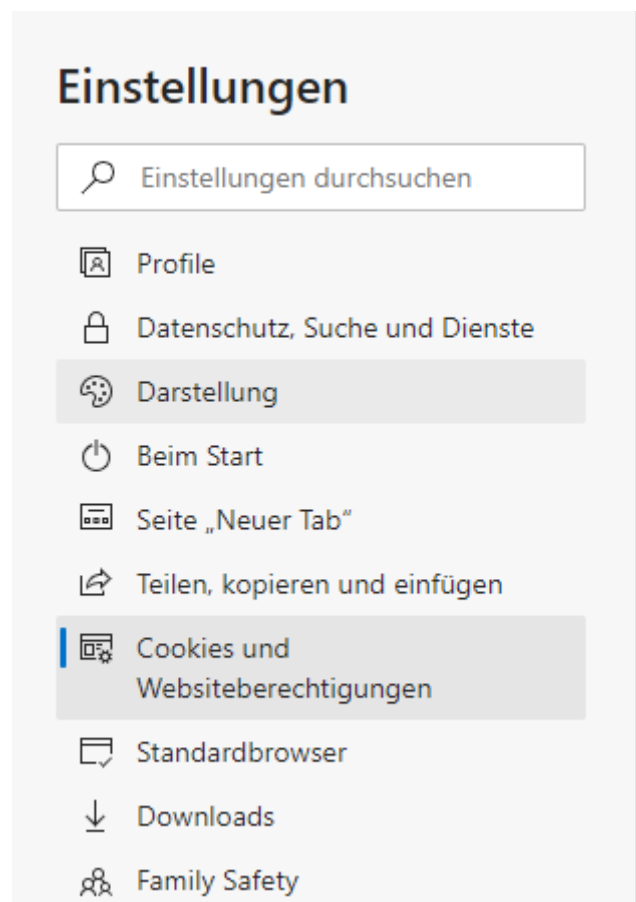 Einstellungen
Einstellungen durchsuchen
Profile
Datenschutz, Suche und Dienste
Darstellung
Beim Start
Seite „Neuer Tab“
Teilen, kopieren und einfügen
Cookies und
Websiteberechtigungen
Standardbrowser
Downloads
Family Safety